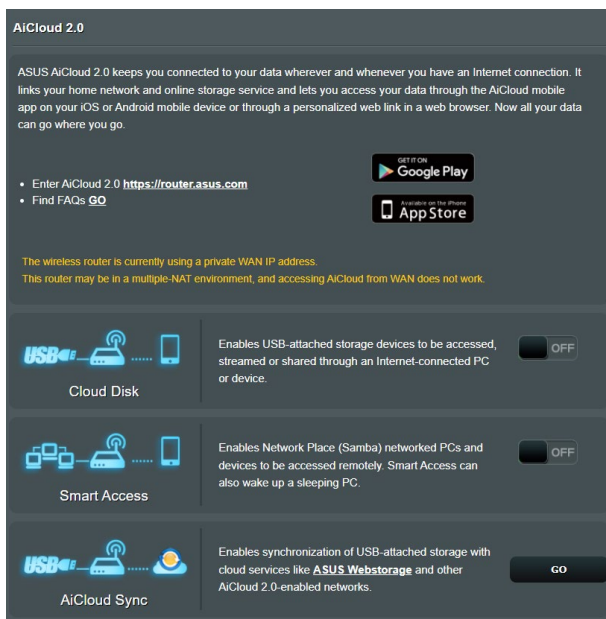 AiCloud 2.0
ASUS AiCloud 2.0 keeps you connected to your data wherever and whenever you have an Internet connection. It
links your home network and online storage service and lets you access your data through the AiCloud mobile
app on your iOS or Android mobile device or through a personalized web link in a web browser. Now all your data
can go where you go.
GET IT ON
Google Play
• Enter AiCloud 2.0 https://router.asus.com
• Find FAQs GO
Available on the iPhone
App Store
The wireless router is currently using a private WAN IP address.
This router may be in a multiple-NAT environment, and accessing AiCloud from WAN does not work.
USB
Cloud Disk
Enables USB-attached storage devices to be accessed,
streamed or shared through an Internet-connected PC
or device.
OFF
Smart Access
Enables Network Place (Samba) networked PCs and
devices to be accessed remotely. Smart Access can
also wake up a sleeping PC.
OFF
USB
AiCloud Sync
Enables synchronization of USB-attached storage with
cloud services like ASUS Webstorage and other
AiCloud 2.0-enabled networks.
GO